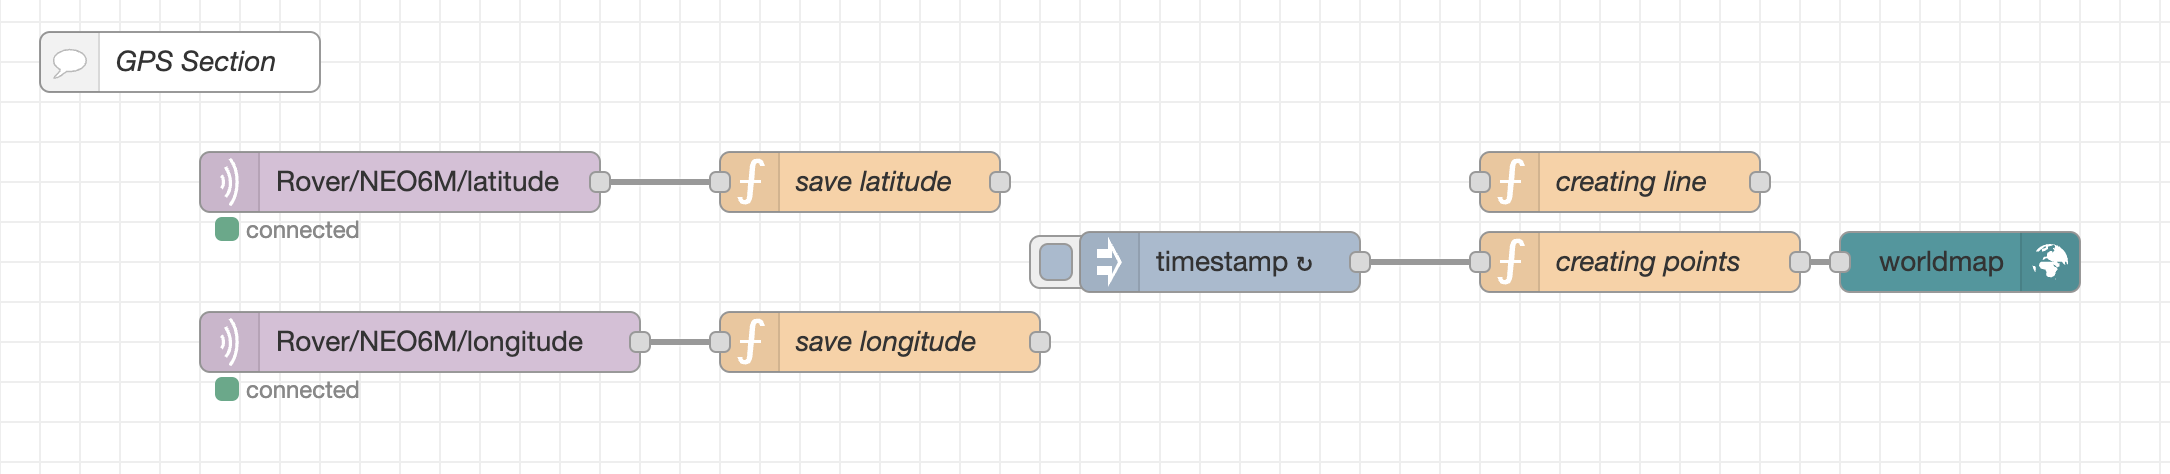 GPS Section
Rover/NEO6M/latitude
save latitude
creating line
connected
timestamp ↻
creating points
worldmap
Rover/NEO6M/longitude
save longitude
connected